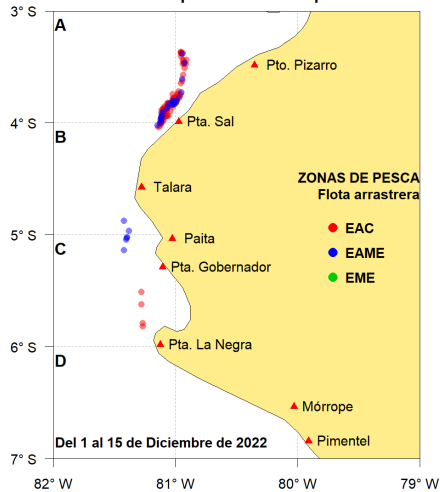 3° S
A
Pto. Pizarro
4° S
Pta. Sal
B
ZONAS DE PESCA
Talara
Flota arrastrera
EAC
5° S
Paita
C
EAME
Pta. Gobernador
EME
6° S
Pta. La Negra
D
Mórrope
Del 1 al 15 de Diciembre de 2022
Pimentel
7° S
82° W
81° W
80° W
79° W